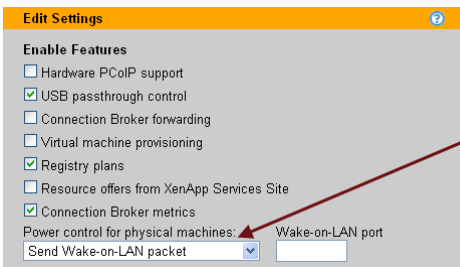 Edit Settings
Enable Features
Hardware PCoIP support
USB passthrough control
Connection Broker forwarding
Virtual machine provisioning
Registry plans
Resource offers from XenApp Services Site
Connection Broker metrics
Power control for physical machines: Wake-on-LAN port
Send Wake-on-LAN packet